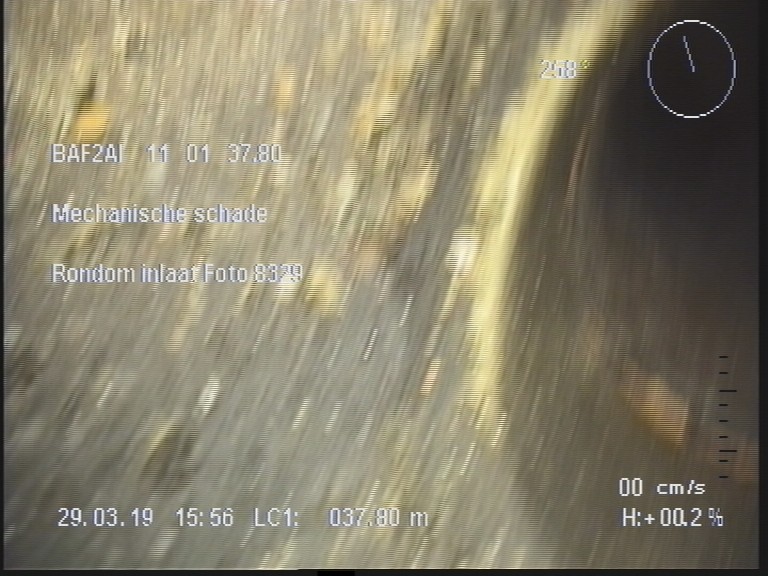 258°
BAF2AI 11 01 37.80
Mechanische schade
Rondom inlaat Foto 8329
00 cm/s
29.03.19 15:56 LC1: 037.80 m H:+00.2 %